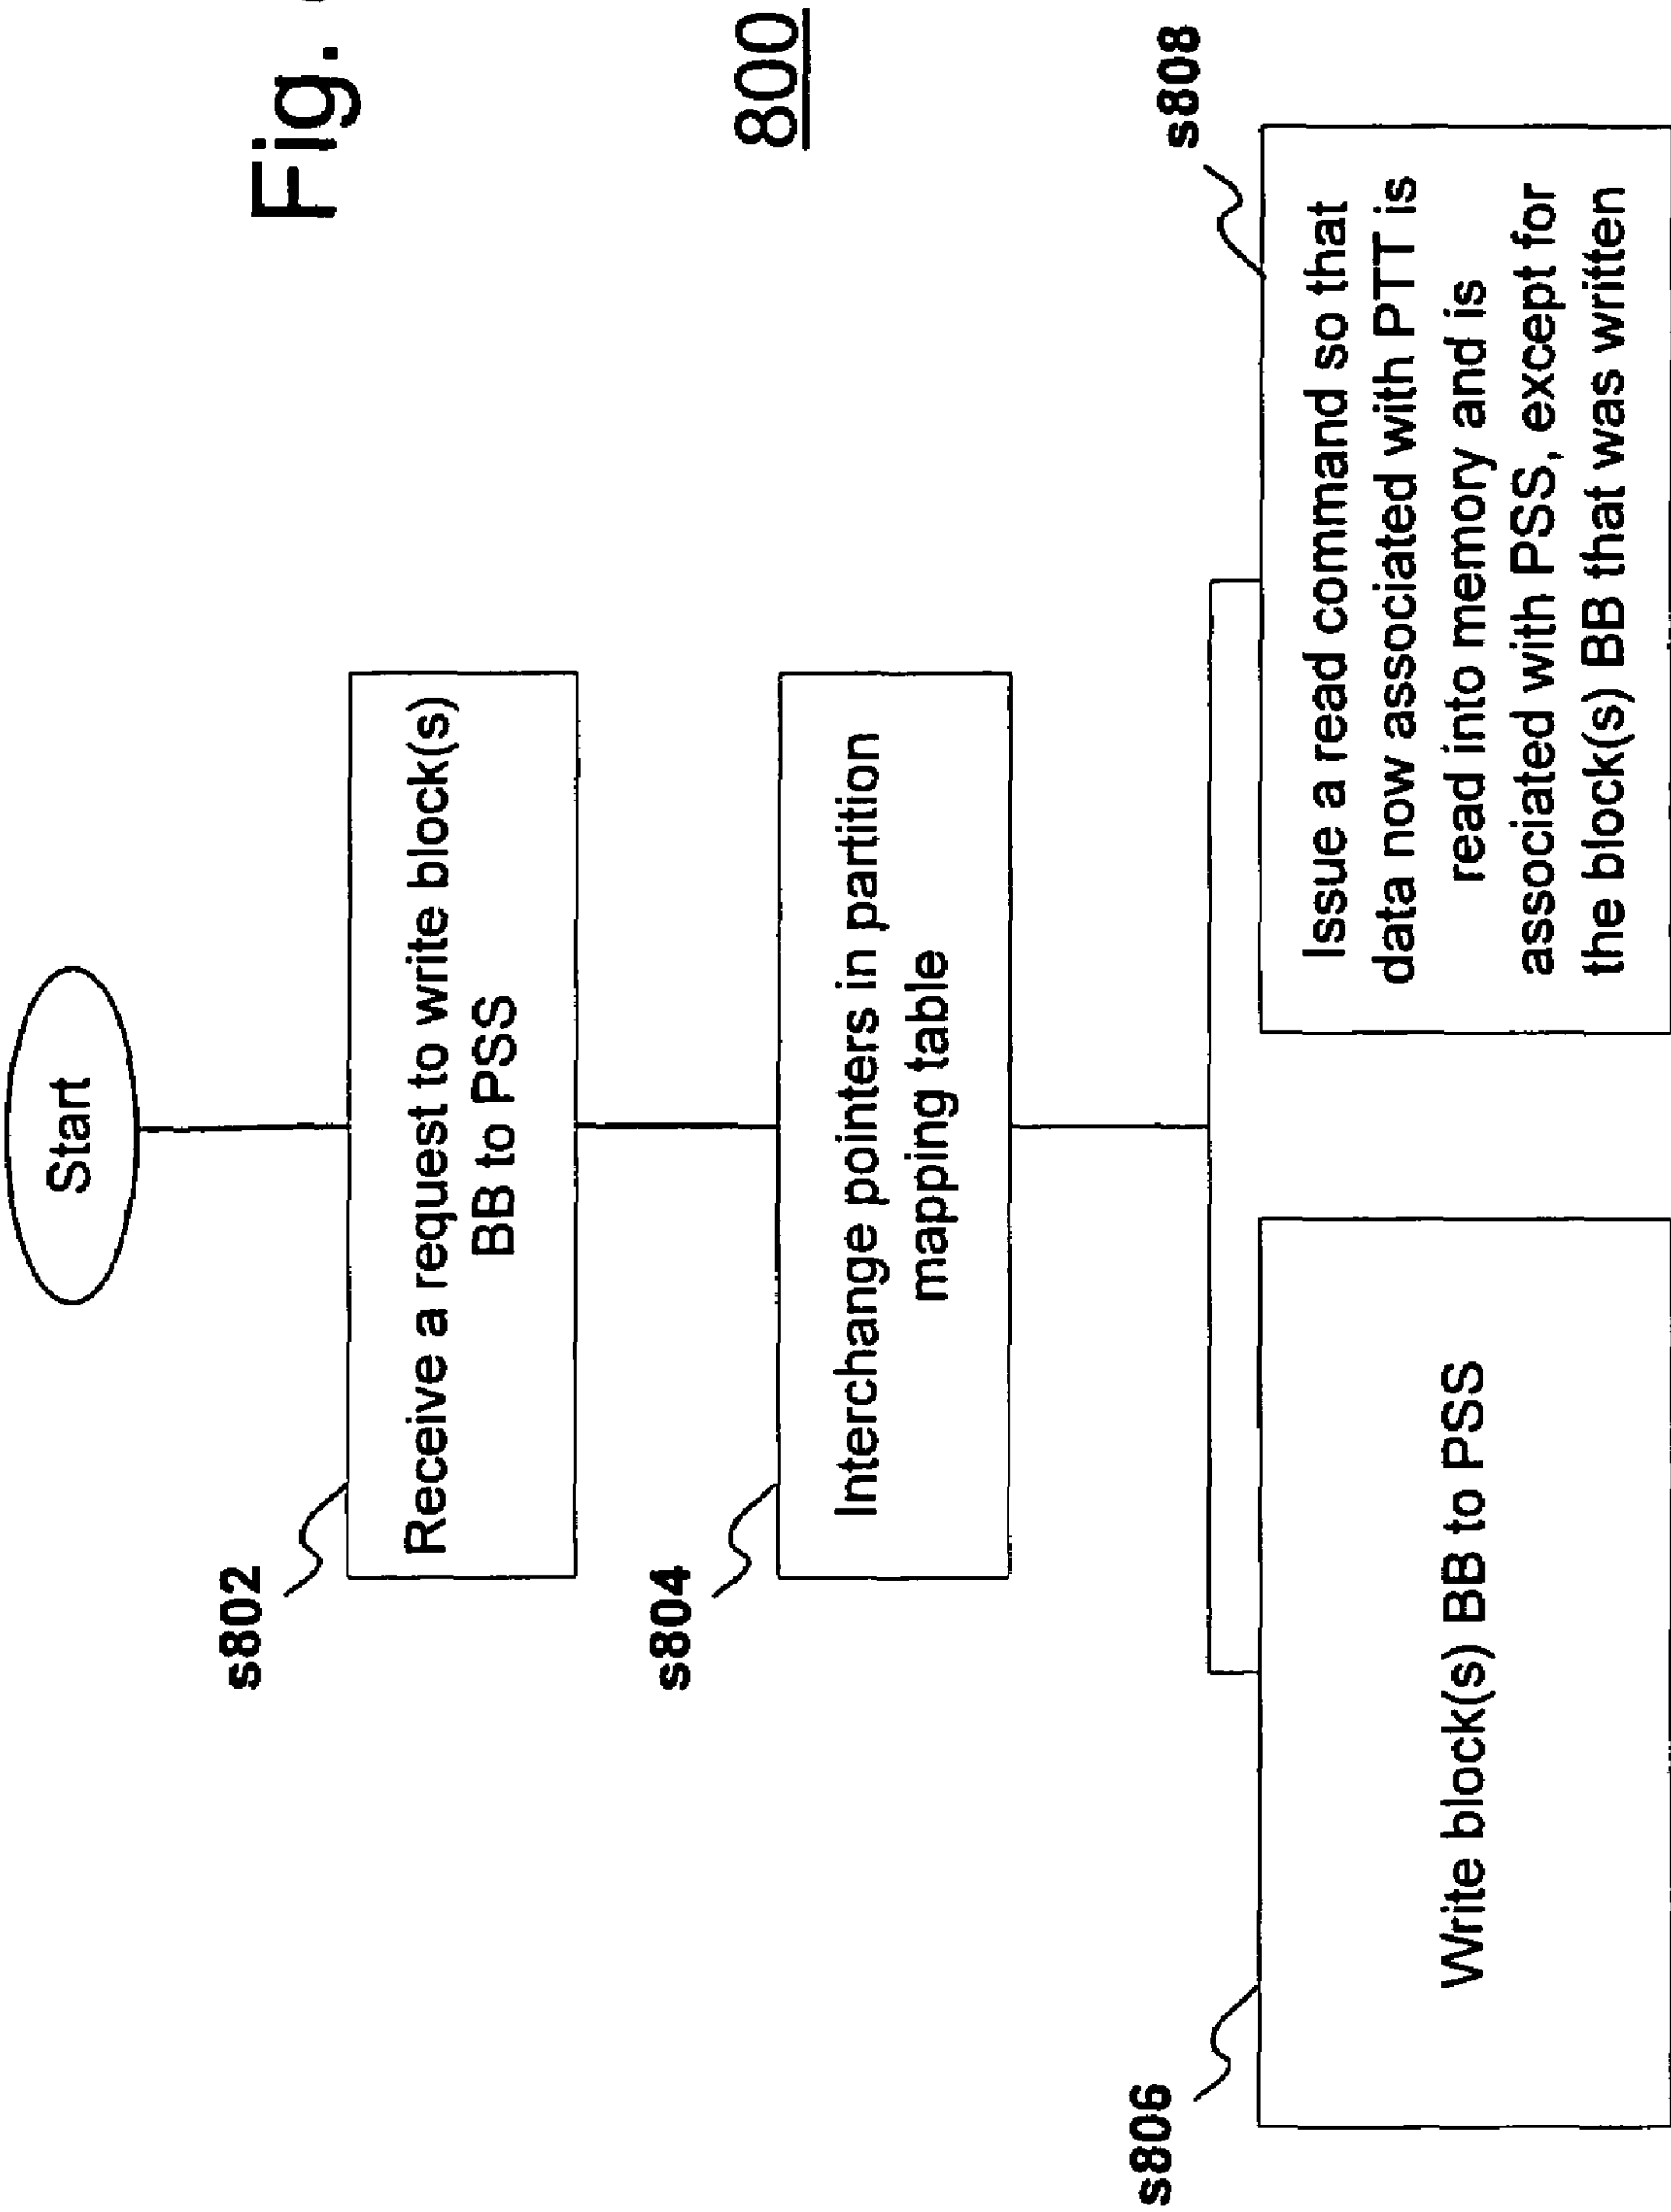 Fig.
800
Start
s802
Receive a request to write block(s)
BB to PSS
s804
Interchange pointers in partition
mapping table
s806
Write block(s) BB to PSS
s808
Issue a read command so that
data now associated with PTT is
read into memory and is
associated with PSS, except for
the block(s) BB that was written